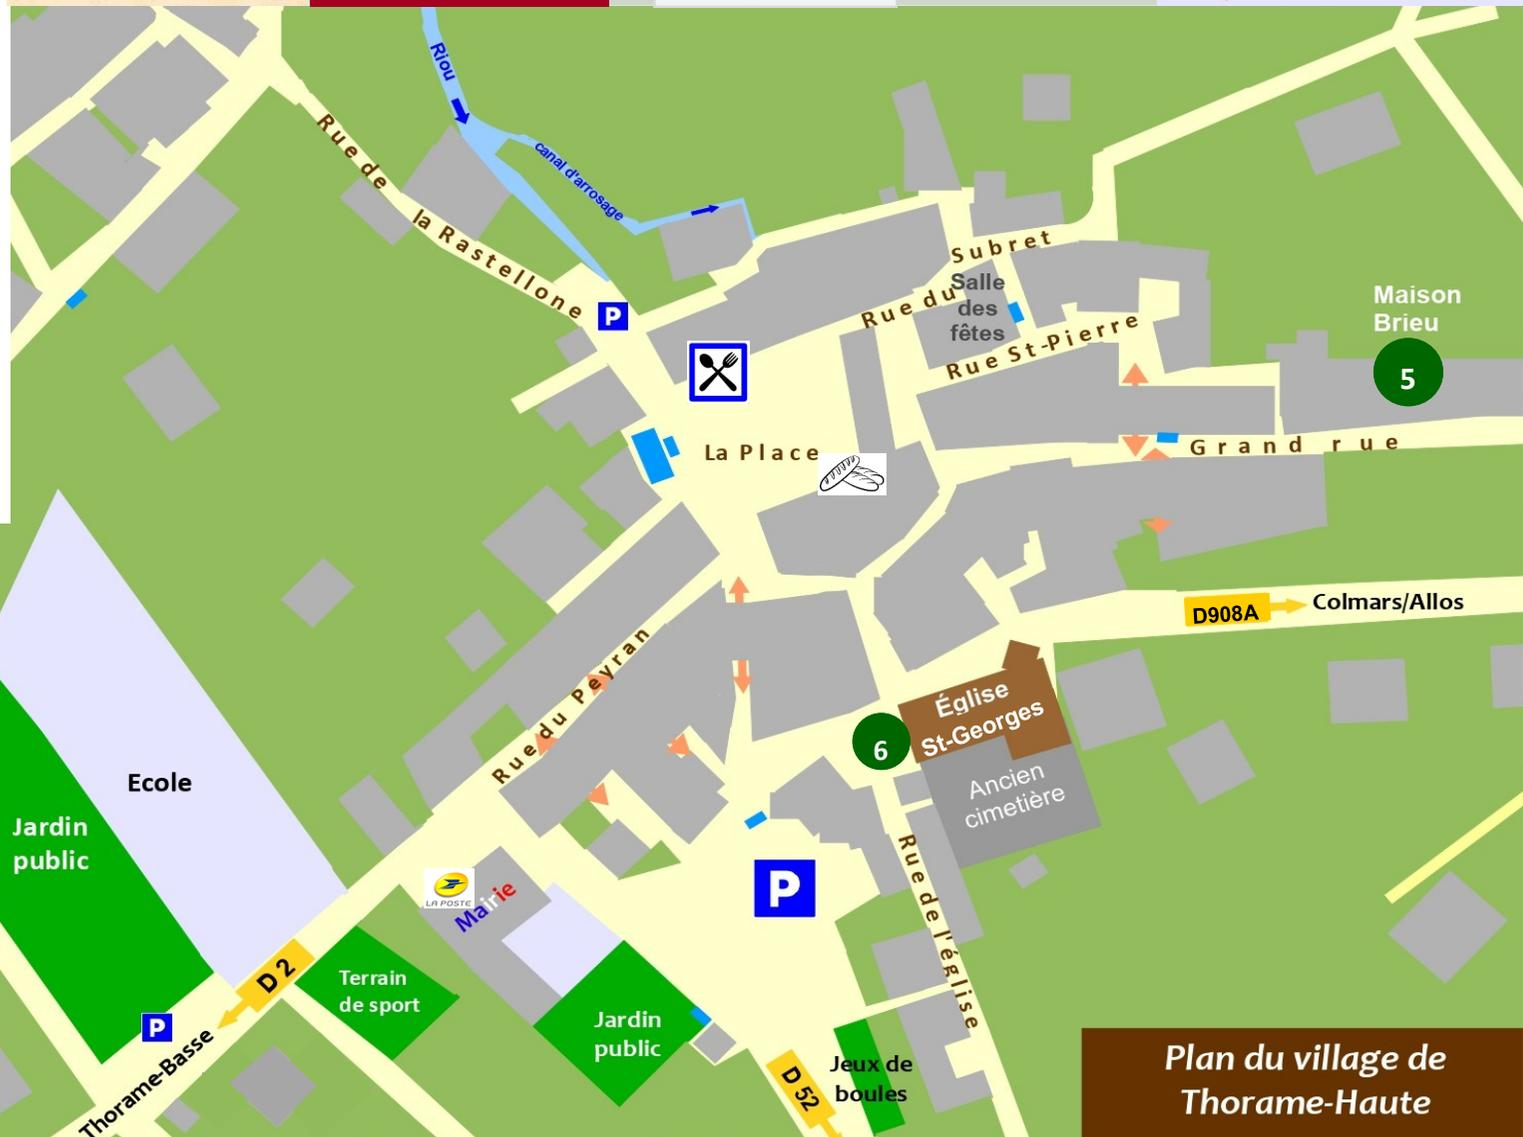 Riou
canal d'arrosage
Rue de
la Rastellone
P
Subret
Rue du
Salle
des
fêtes
Rue St-Pierre
Maison
Brieu
5
La Place
Grand rue
D908A
Colmars/Allos
Rue du Peyran
Église
St-Georges
6
Ancien
cimetière
Ecole
Jardin
public
LA POSTE
Mairie
P
Rue de l'église
D 2
Terrain
de sport
P
Thorame-Basse
Jardin
public
D 52
Jeux de
boules
Plan du village de
Thorame-Haute